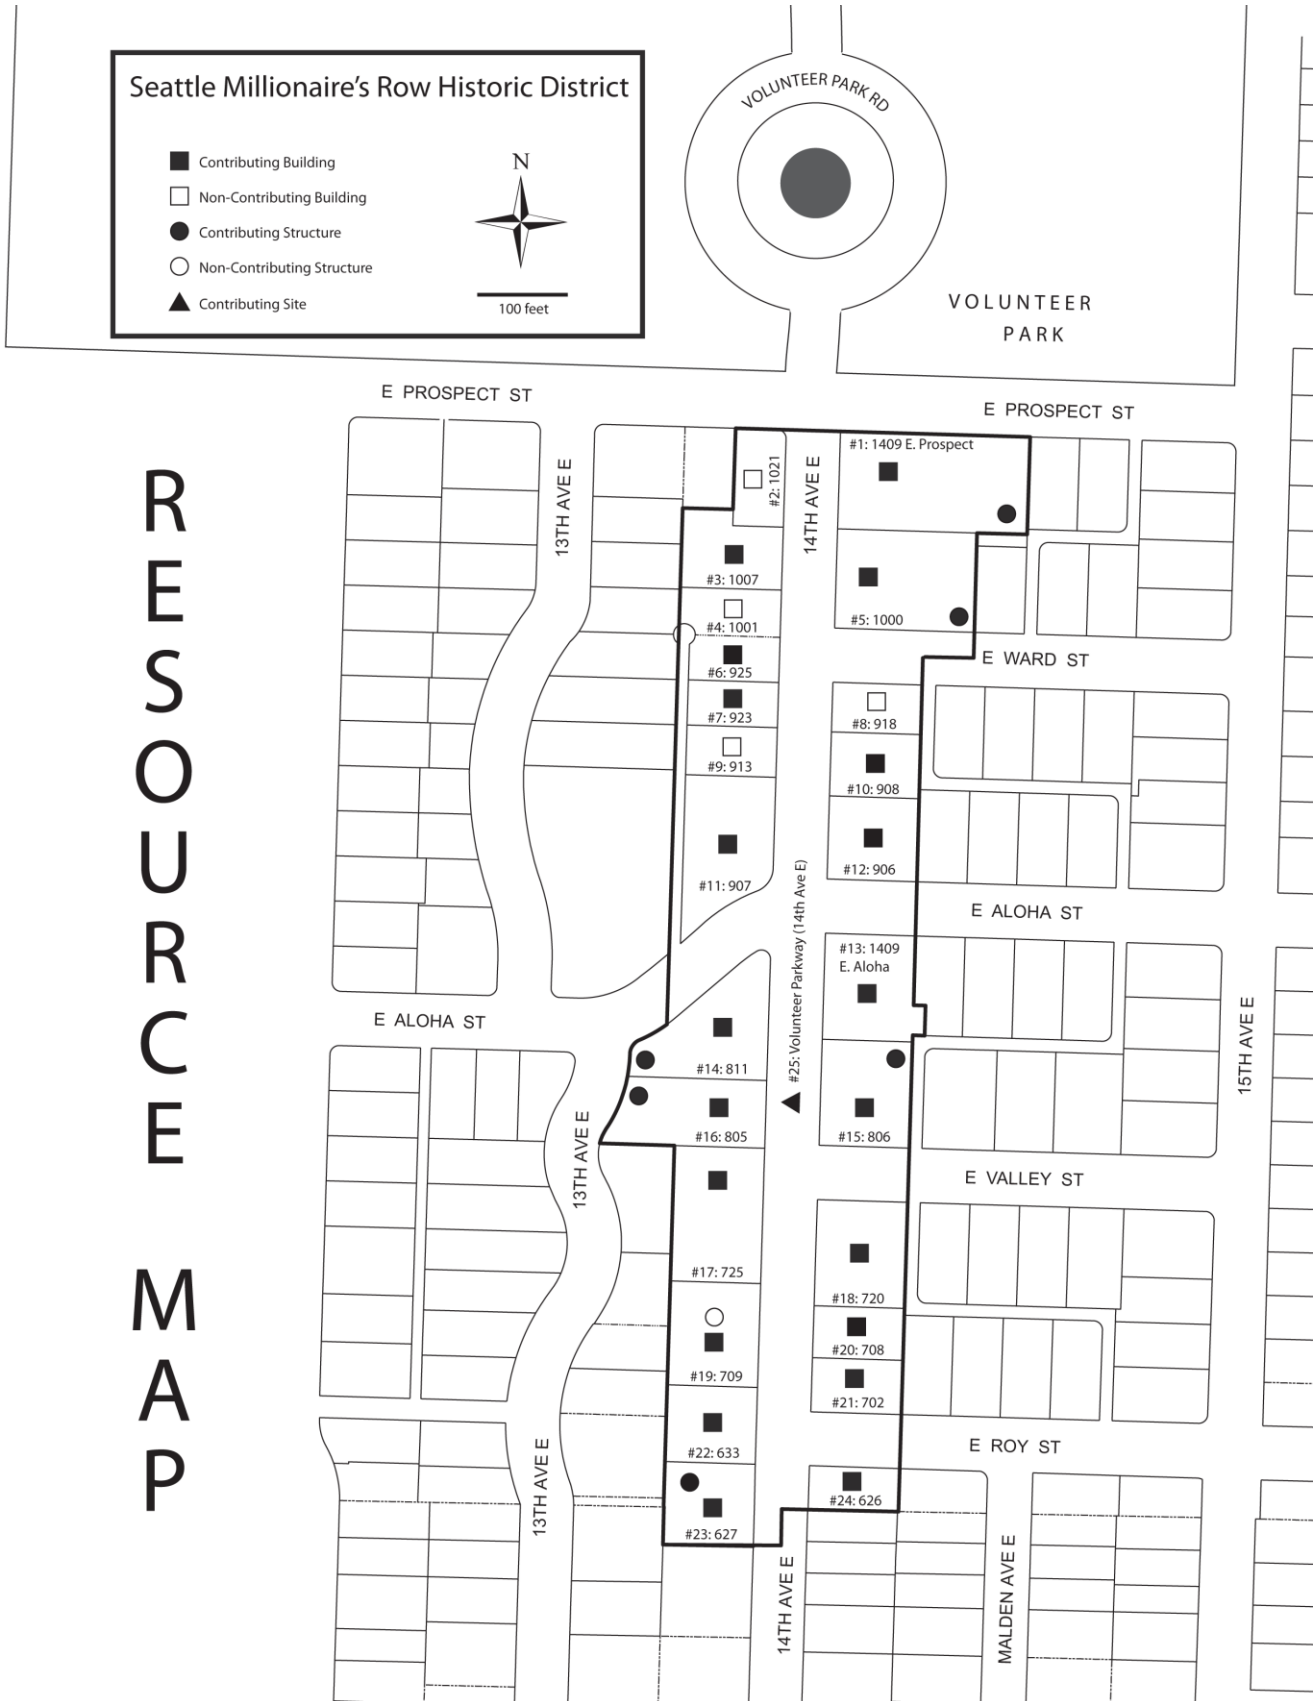 Seattle Millionaire's Row Historic District
Contributing Building
Non-Contributing Building
Contributing Structure
Non-Contributing Structure
Contributing Site
N
100 feet
VOLUNTEER PARK RD
VOLUNTEER
PARK
RESOURCE MAP
E PROSPECT ST
E PROSPECT ST
13TH AVE E
14TH AVE E
#1: 1409 E. Prospect
#2: 1021
#3: 1007
#4: 1001
#5: 1000
E WARD ST
#6: 925
#7: 923
#8: 918
#9: 913
#10: 908
#11: 907
#12: 906
E ALOHA ST
#25: Volunteer Parkway (14th Ave E)
#13: 1409
E. Aloha
E ALOHA ST
15TH AVE E
#14: 811
#16: 805
#15: 806
13TH AVE E
E VALLEY ST
#17: 725
#18: 720
#20: 708
#19: 709
#21: 702
E ROY ST
#22: 633
#24: 626
#23: 627
13TH AVE E
14TH AVE E
MALDEN AVE E